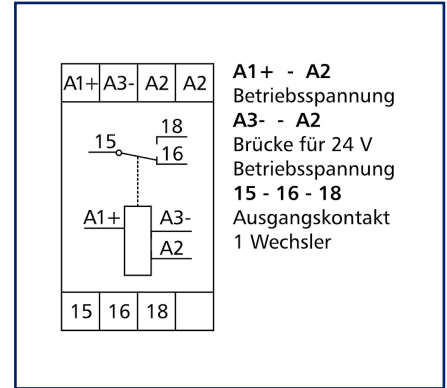 A1+ A3- A2 A2
18
15
16
A1+ A3-
A2
15 16 18
A1+ - A2
Betriebsspannung
A3- - A2
Brücke für 24 V
Betriebsspannung
15 - 16 - 18
Ausgangskontakt
1 Wechsler